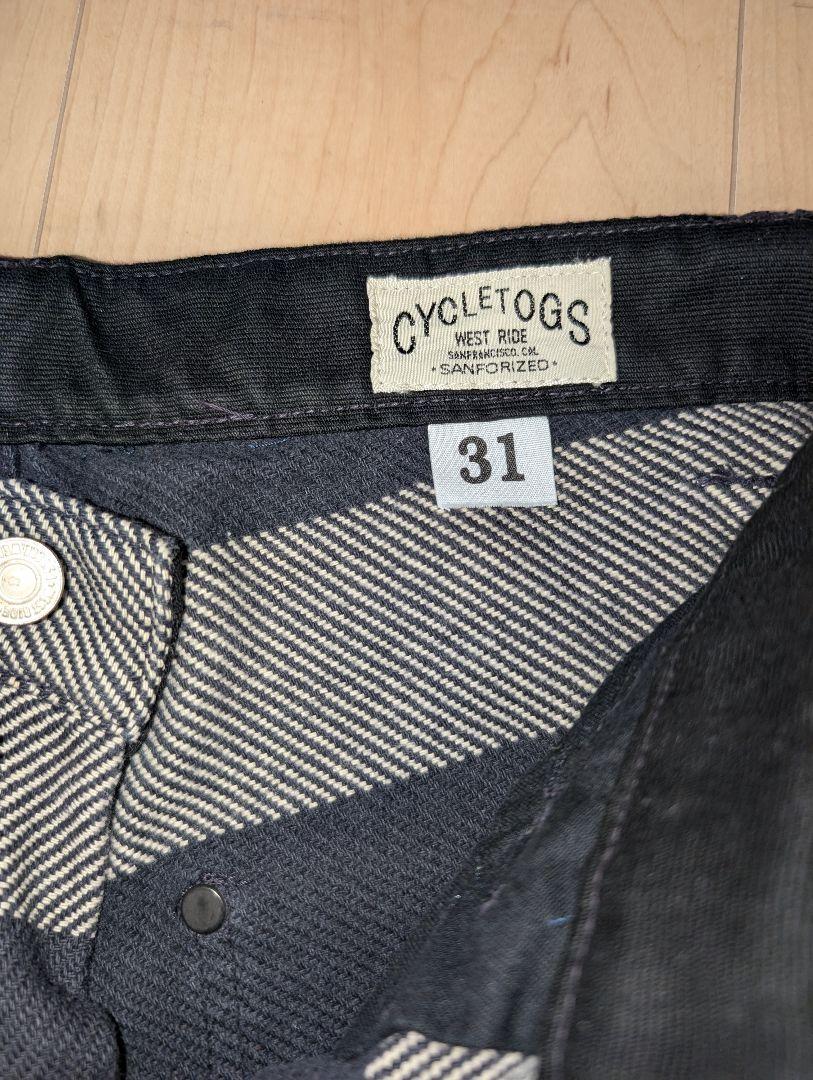 CYCLETOGS
WEST RIDE
SANFRANCISCO, CAL
•SANFORIZED•
31